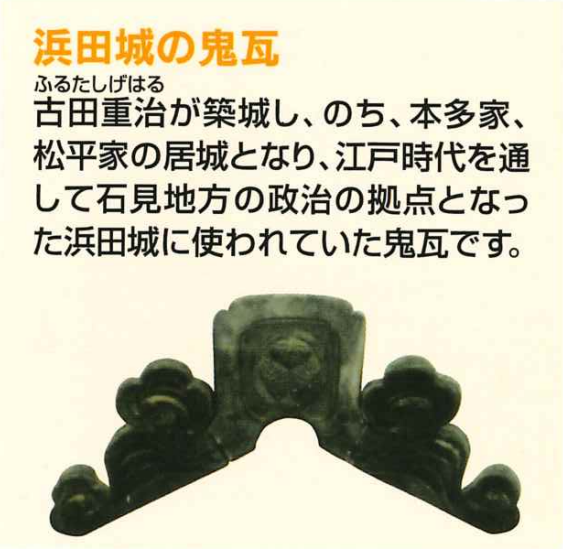 浜田城の鬼瓦
ふるたしげはる
古田重治が築城し、のち、本多家、
松平家の居城となり、江戸時代を通
して石見地方の政治の拠点となっ
た浜田城に使われていた鬼瓦です。